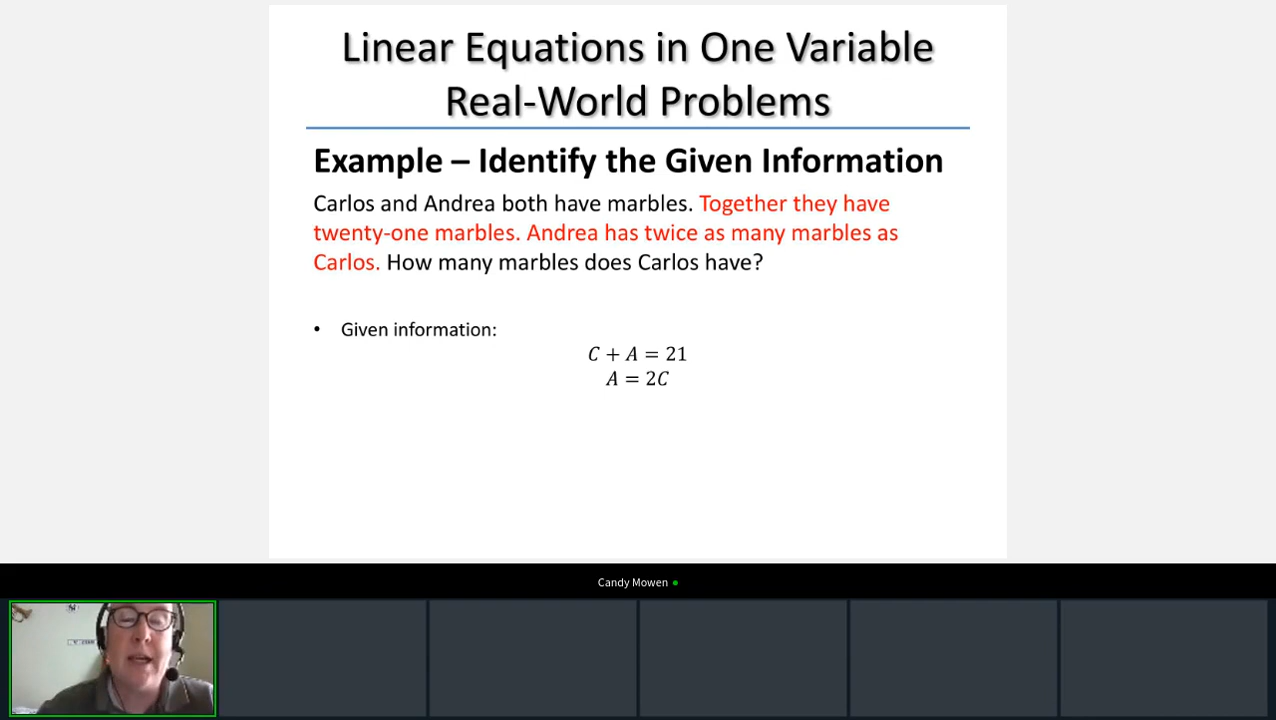 Linear Equations in One Variable
Real-World Problems
Example – Identify the Given Information
Carlos and Andrea both have marbles. Together they have
twenty-one marbles. Andrea has twice as many marbles as
Carlos. How many marbles does Carlos have?
• Given information:
C + A = 21
A = 2C
Candy Mowen